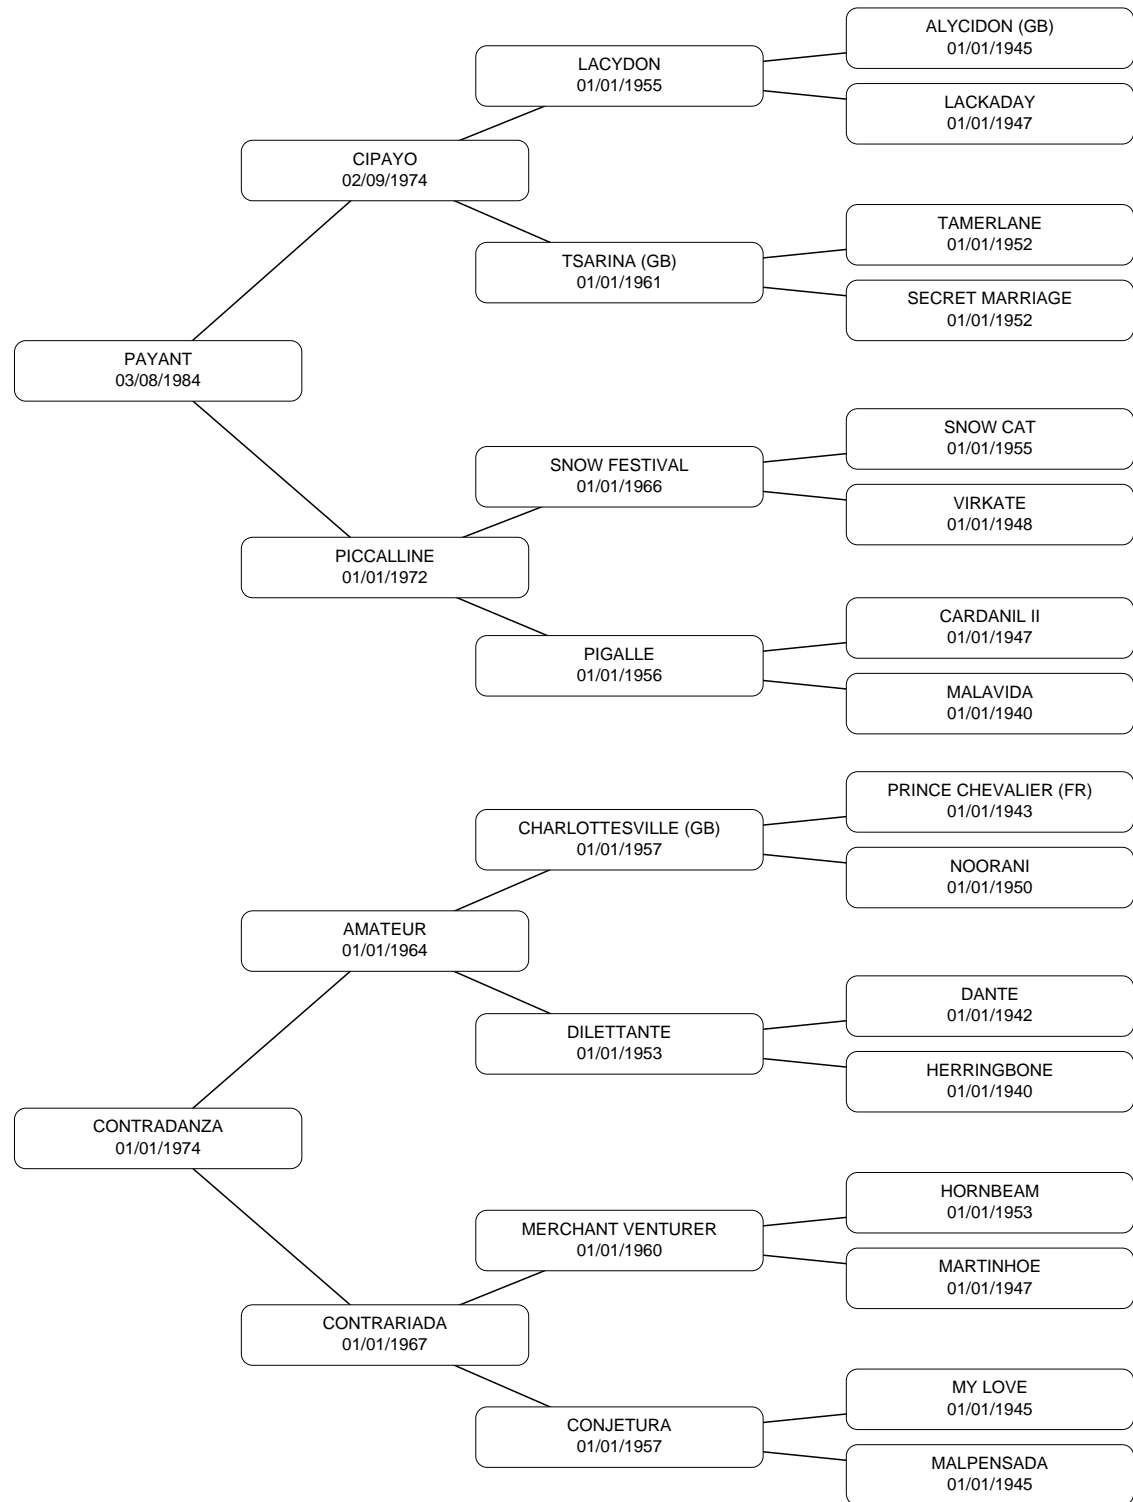 ALYCIDON (GB)
01/01/1945
LACYDON
01/01/1955
LACKADAY
01/01/1947
CIPAYO
02/09/1974
TAMERLANE
01/01/1952
TSARINA (GB)
01/01/1961
SECRET MARRIAGE
01/01/1952
PAYANT
03/08/1984
SNOW CAT
01/01/1955
SNOW FESTIVAL
01/01/1966
VIRKATE
01/01/1948
PICCALLINE
01/01/1972
CARDANIL II
01/01/1947
PIGALLE
01/01/1956
MALAVIDA
01/01/1940
PRINCE CHEVALIER (FR)
01/01/1943
CHARLOTTESVILLE (GB)
01/01/1957
NOORANI
01/01/1950
AMATEUR
01/01/1964
DANTE
01/01/1942
DILETTANTE
01/01/1953
HERRINGBONE
01/01/1940
CONTRADANZA
01/01/1974
HORNBEAM
01/01/1953
MERCHANT VENTURER
01/01/1960
MARTINHOE
01/01/1947
CONTRARIADA
01/01/1967
MY LOVE
01/01/1945
CONJETURA
01/01/1957
MALPENSADA
01/01/1945